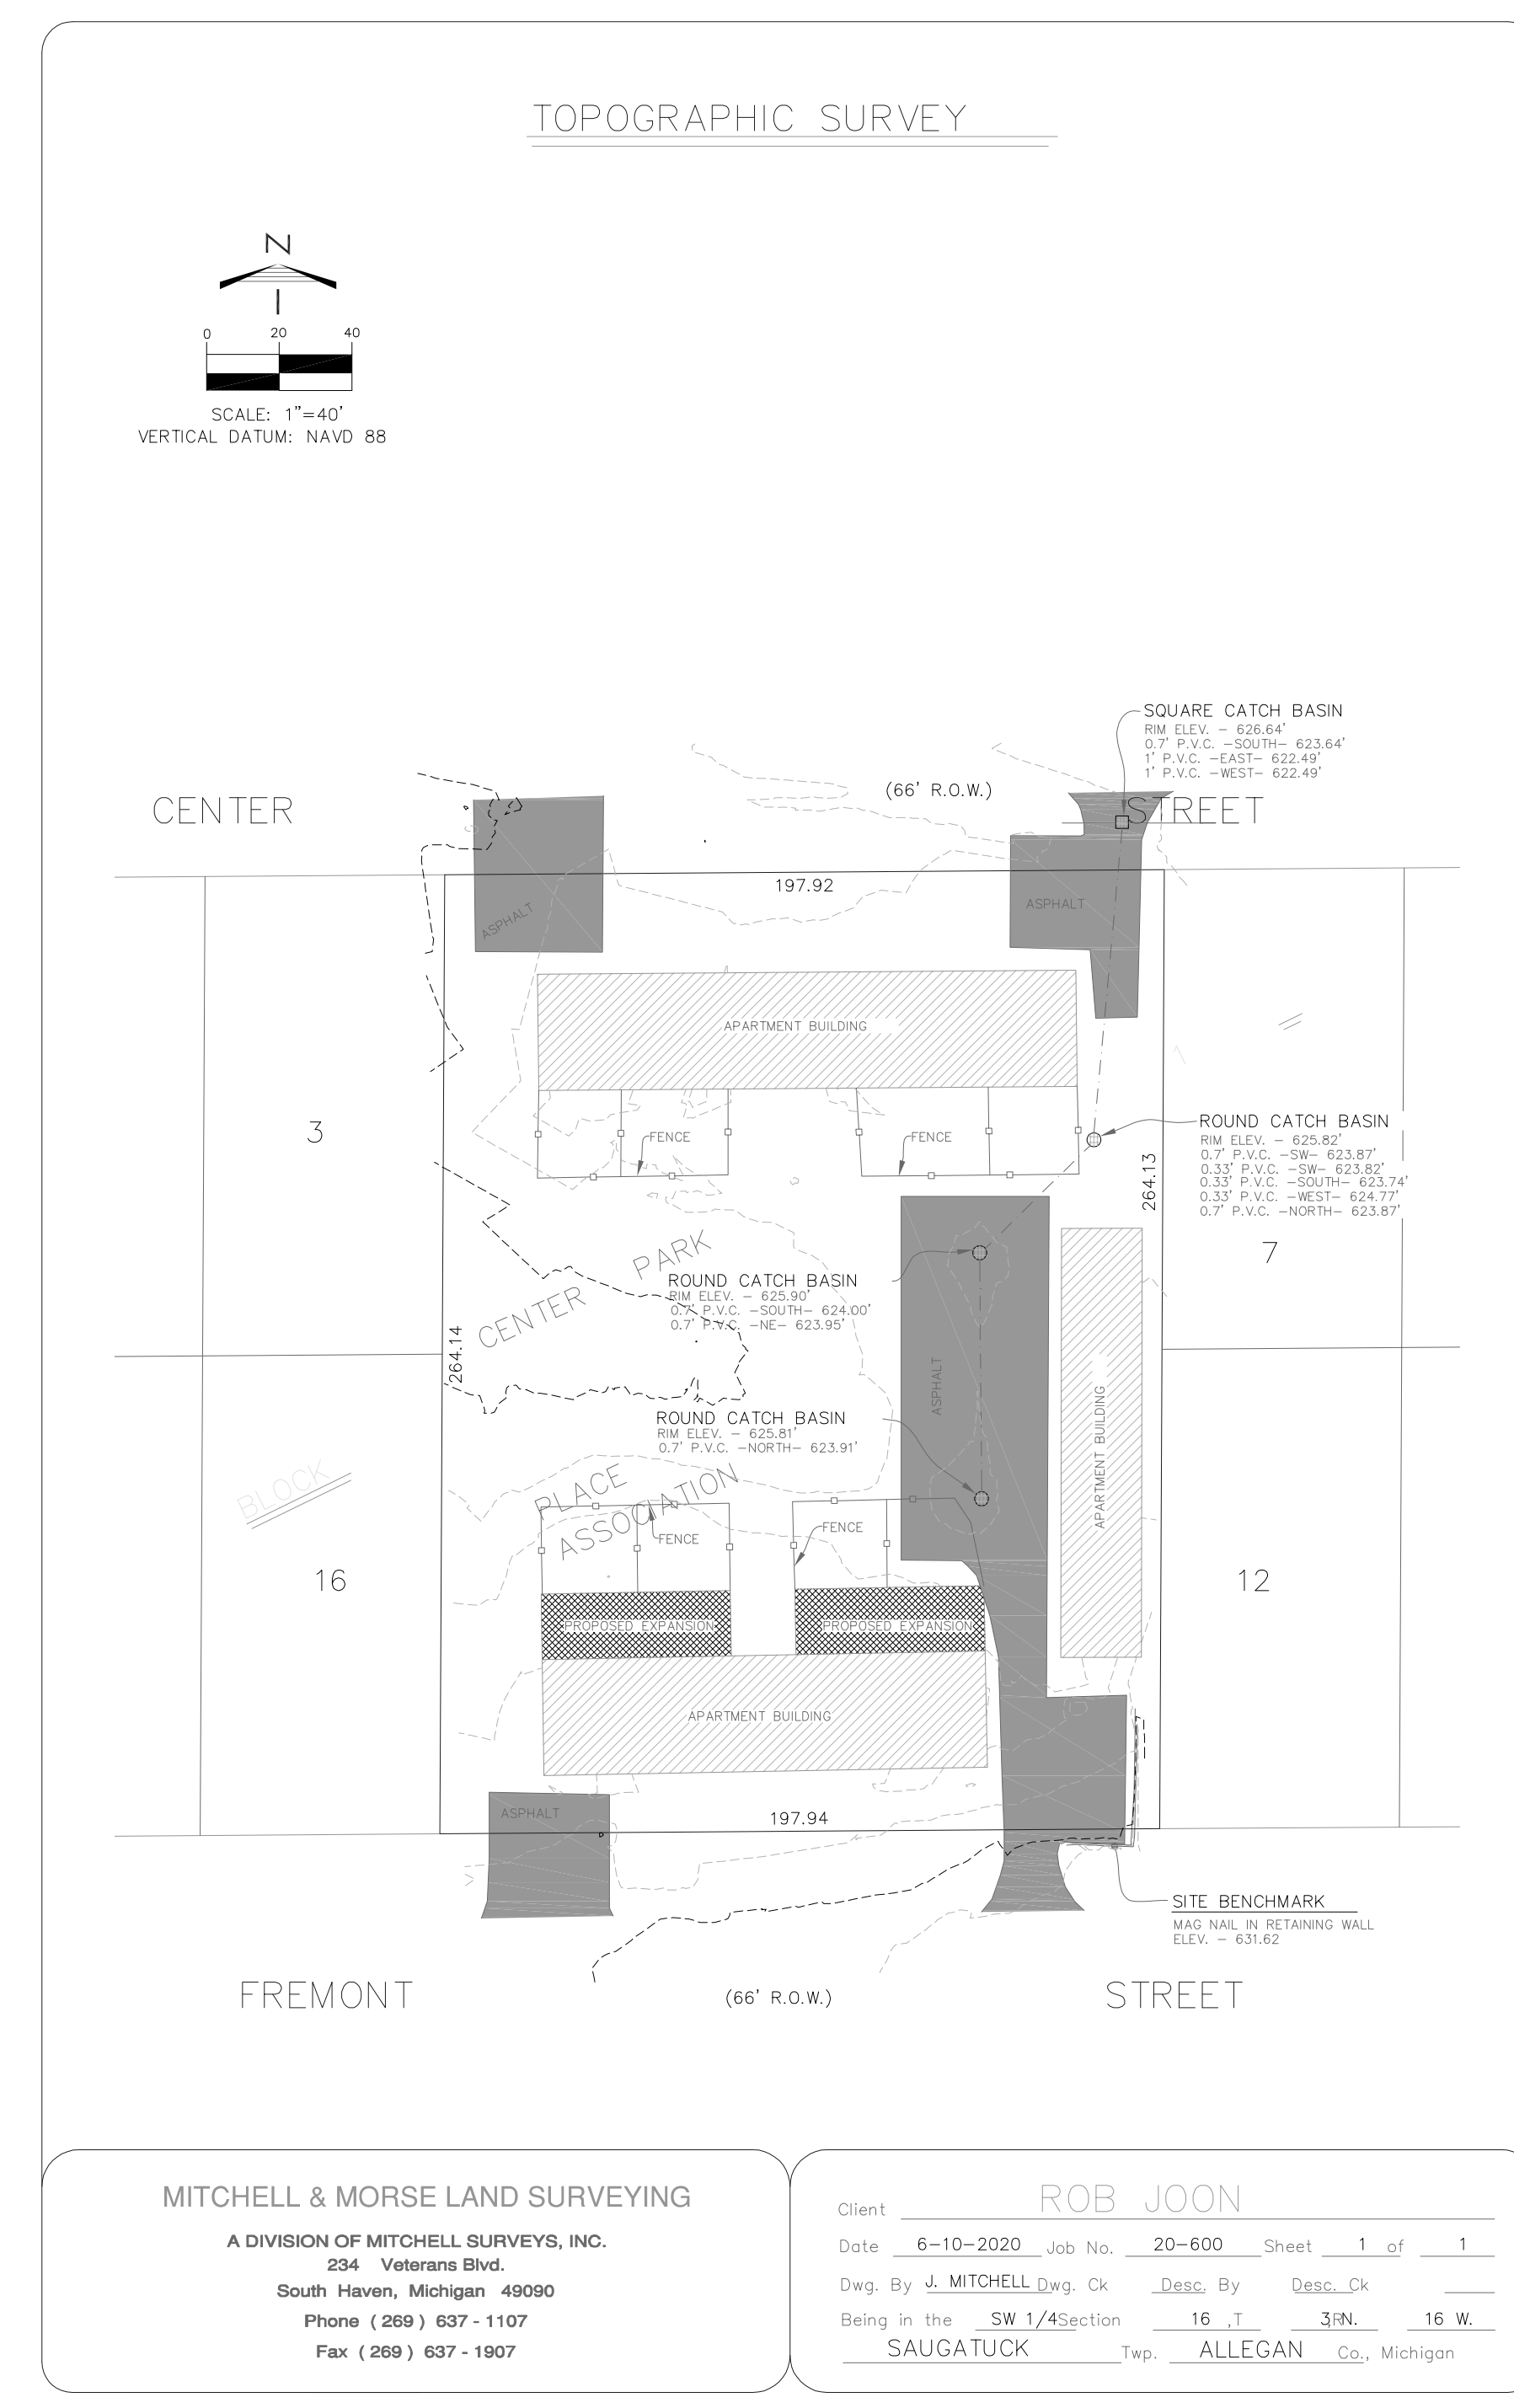 TOPOGRAPHIC SURVEY
N
0 20 40
SCALE: 1"=40'
VERTICAL DATUM: NAVD 88
SQUARE CATCH BASIN
RIM ELEV. - 626.64'
0.7' P.V.C. -SOUTH- 623.64'
1' P.V.C. -EAST- 622.49'
1' P.V.C. -WEST- 622.49'
CENTER
(66' R.O.W.)
STREET
197.92
ASPHALT
ASPHALT
APARTMENT BUILDING
3
FENCE
FENCE
ROUND CATCH BASIN
RIM ELEV. - 625.82'
0.7' P.V.C. -SW- 623.87'
0.33' P.V.C. -SW- 623.82'
0.33' P.V.C. -SOUTH- 623.74'
0.33' P.V.C. -WEST- 624.77'
0.7' P.V.C. -NORTH- 623.87'
264.13
7
CENTER PARK
ROUND CATCH BASIN
RIM ELEV. - 625.90'
0.7' P.V.C. -SOUTH- 624.00'
0.7' P.V.C. -NE- 623.95'
264.14
ASPHALT
APARTMENT BUILDING
ROUND CATCH BASIN
RIM ELEV. - 625.81'
0.7' P.V.C. -NORTH- 623.91'
BLOCK
PLACE
ASSOCIATION
FENCE
FENCE
16
12
PROPOSED EXPANSION
PROPOSED EXPANSION
APARTMENT BUILDING
ASPHALT
197.94
SITE BENCHMARK
MAG NAIL IN RETAINING WALL
ELEV. - 631.62
FREMONT
(66' R.O.W.)
STREET
MITCHELL & MORSE LAND SURVEYING
A DIVISION OF MITCHELL SURVEYS, INC.
234 Veterans Blvd.
South Haven, Michigan 49090
Phone ( 269 ) 637 - 1107
Fax ( 269 ) 637 - 1907
Client ROB JOON
Date 6-10-2020 Job No. 20-600 Sheet 1 of 1
Dwg. By J. MITCHELL Dwg. Ck Desc. By Desc. Ck
Being in the SW 1/4 Section 16 ,T 3 N. ,R 16 W.
SAUGATUCK Twp. ALLEGAN Co., Michigan